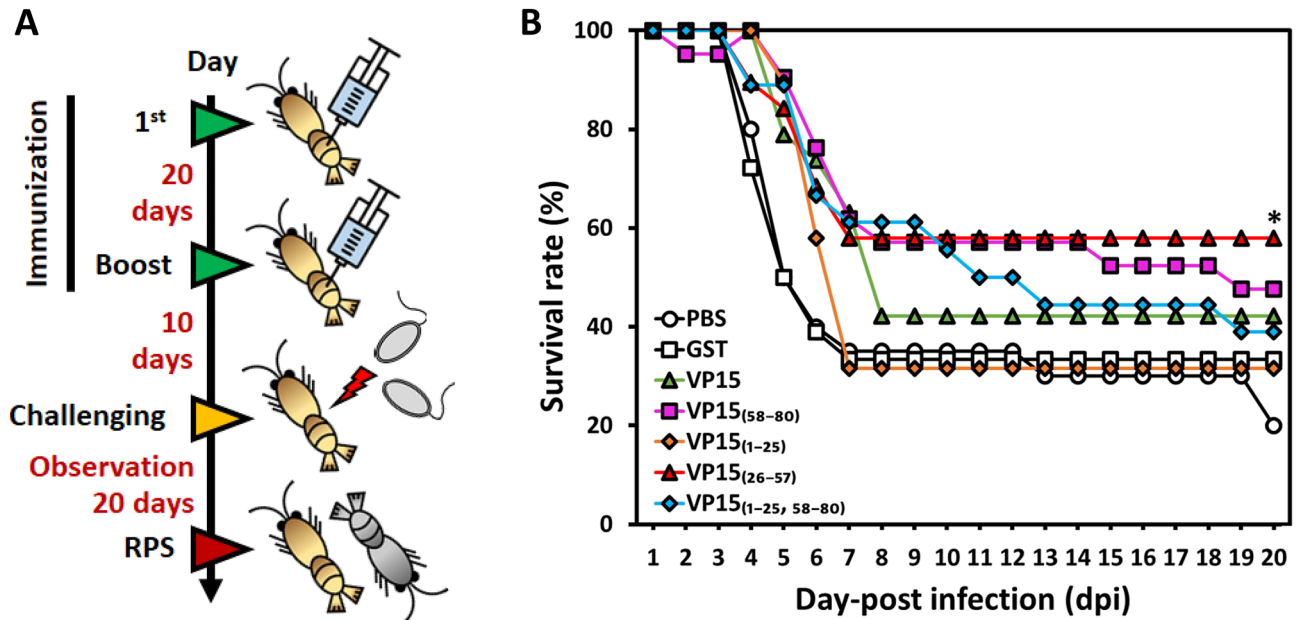 A
Day
Immunization
1st
20
days
Boost
10
days
Challenging
Observation
20 days
RPS
B
Survival rate (%)
100
80
60
40
20
0
*
PBS
GST
VP15
VP15(58–80)
VP15(1–25)
VP15(26–57)
VP15(1–25, 58–80)
1 2 3 4 5 6 7 8 9 10 11 12 13 14 15 16 17 18 19 20
Day-post infection (dpi)